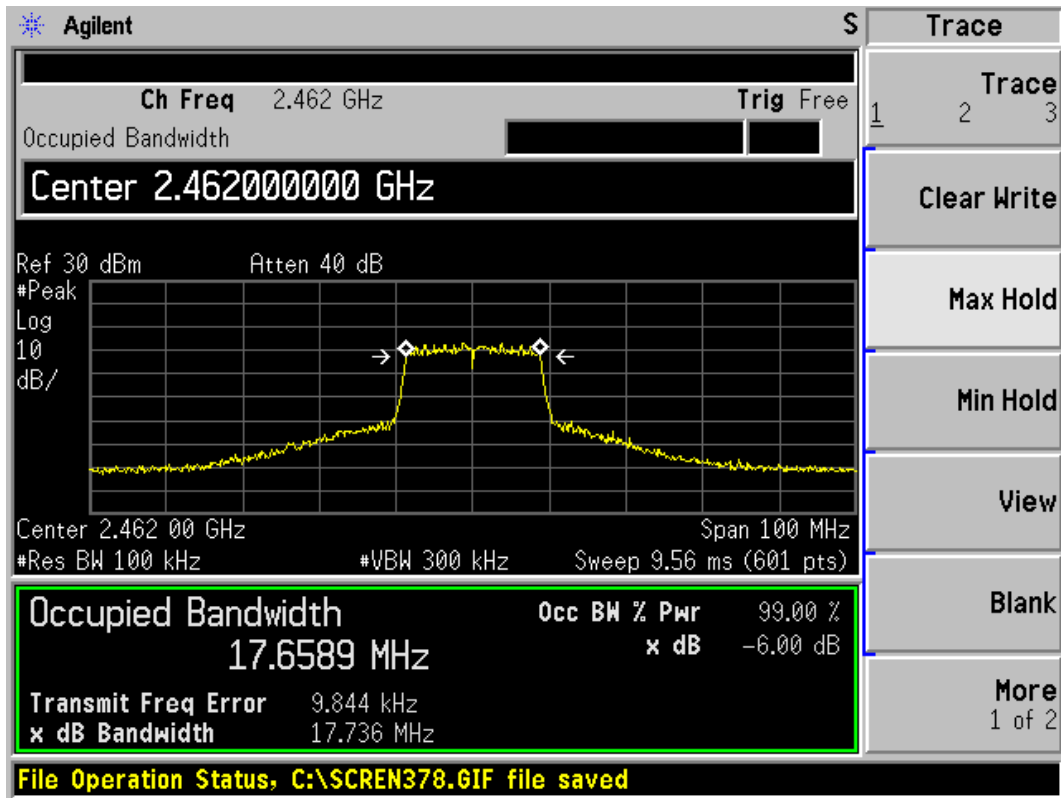 Agilent
S
Trace
Ch Freq 2.462 GHz
Trig Free
Occupied Bandwidth
Center 2.462000000 GHz
Ref 30 dBm
Atten 40 dB
#Peak
Log
10
dB/
Center 2.462 00 GHz
Span 100 MHz
#Res BW 100 kHz
#VBW 300 kHz
Sweep 9.56 ms (601 pts)
Occupied Bandwidth
17.6589 MHz
Occ BW % Pwr 99.00 %
x dB -6.00 dB
Transmit Freq Error 9.844 kHz
x dB Bandwidth 17.736 MHz
File Operation Status, C:\SCREN378.GIF file saved
Trace
1 2 3
Clear Write
Max Hold
Min Hold
View
Blank
More
1 of 2